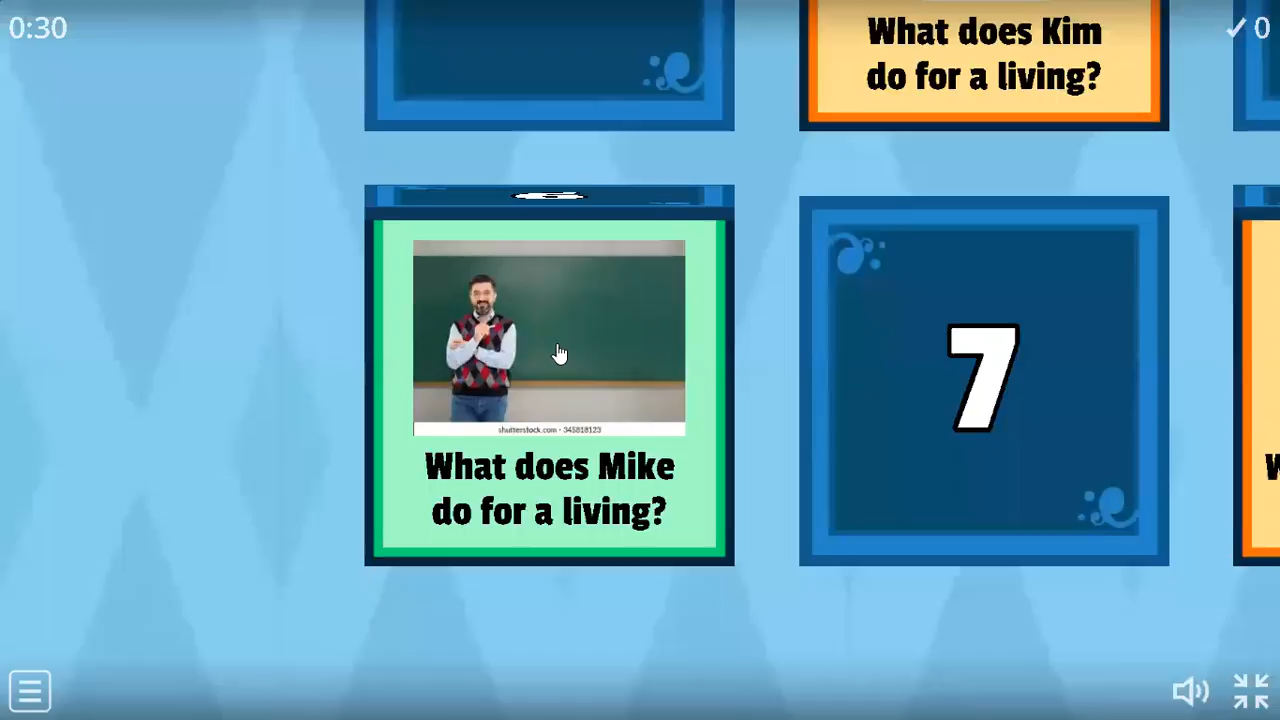 0:30
✓ 0
What does Kim
do for a living?
shutterstock.com · 345818123
What does Mike
do for a living?
7